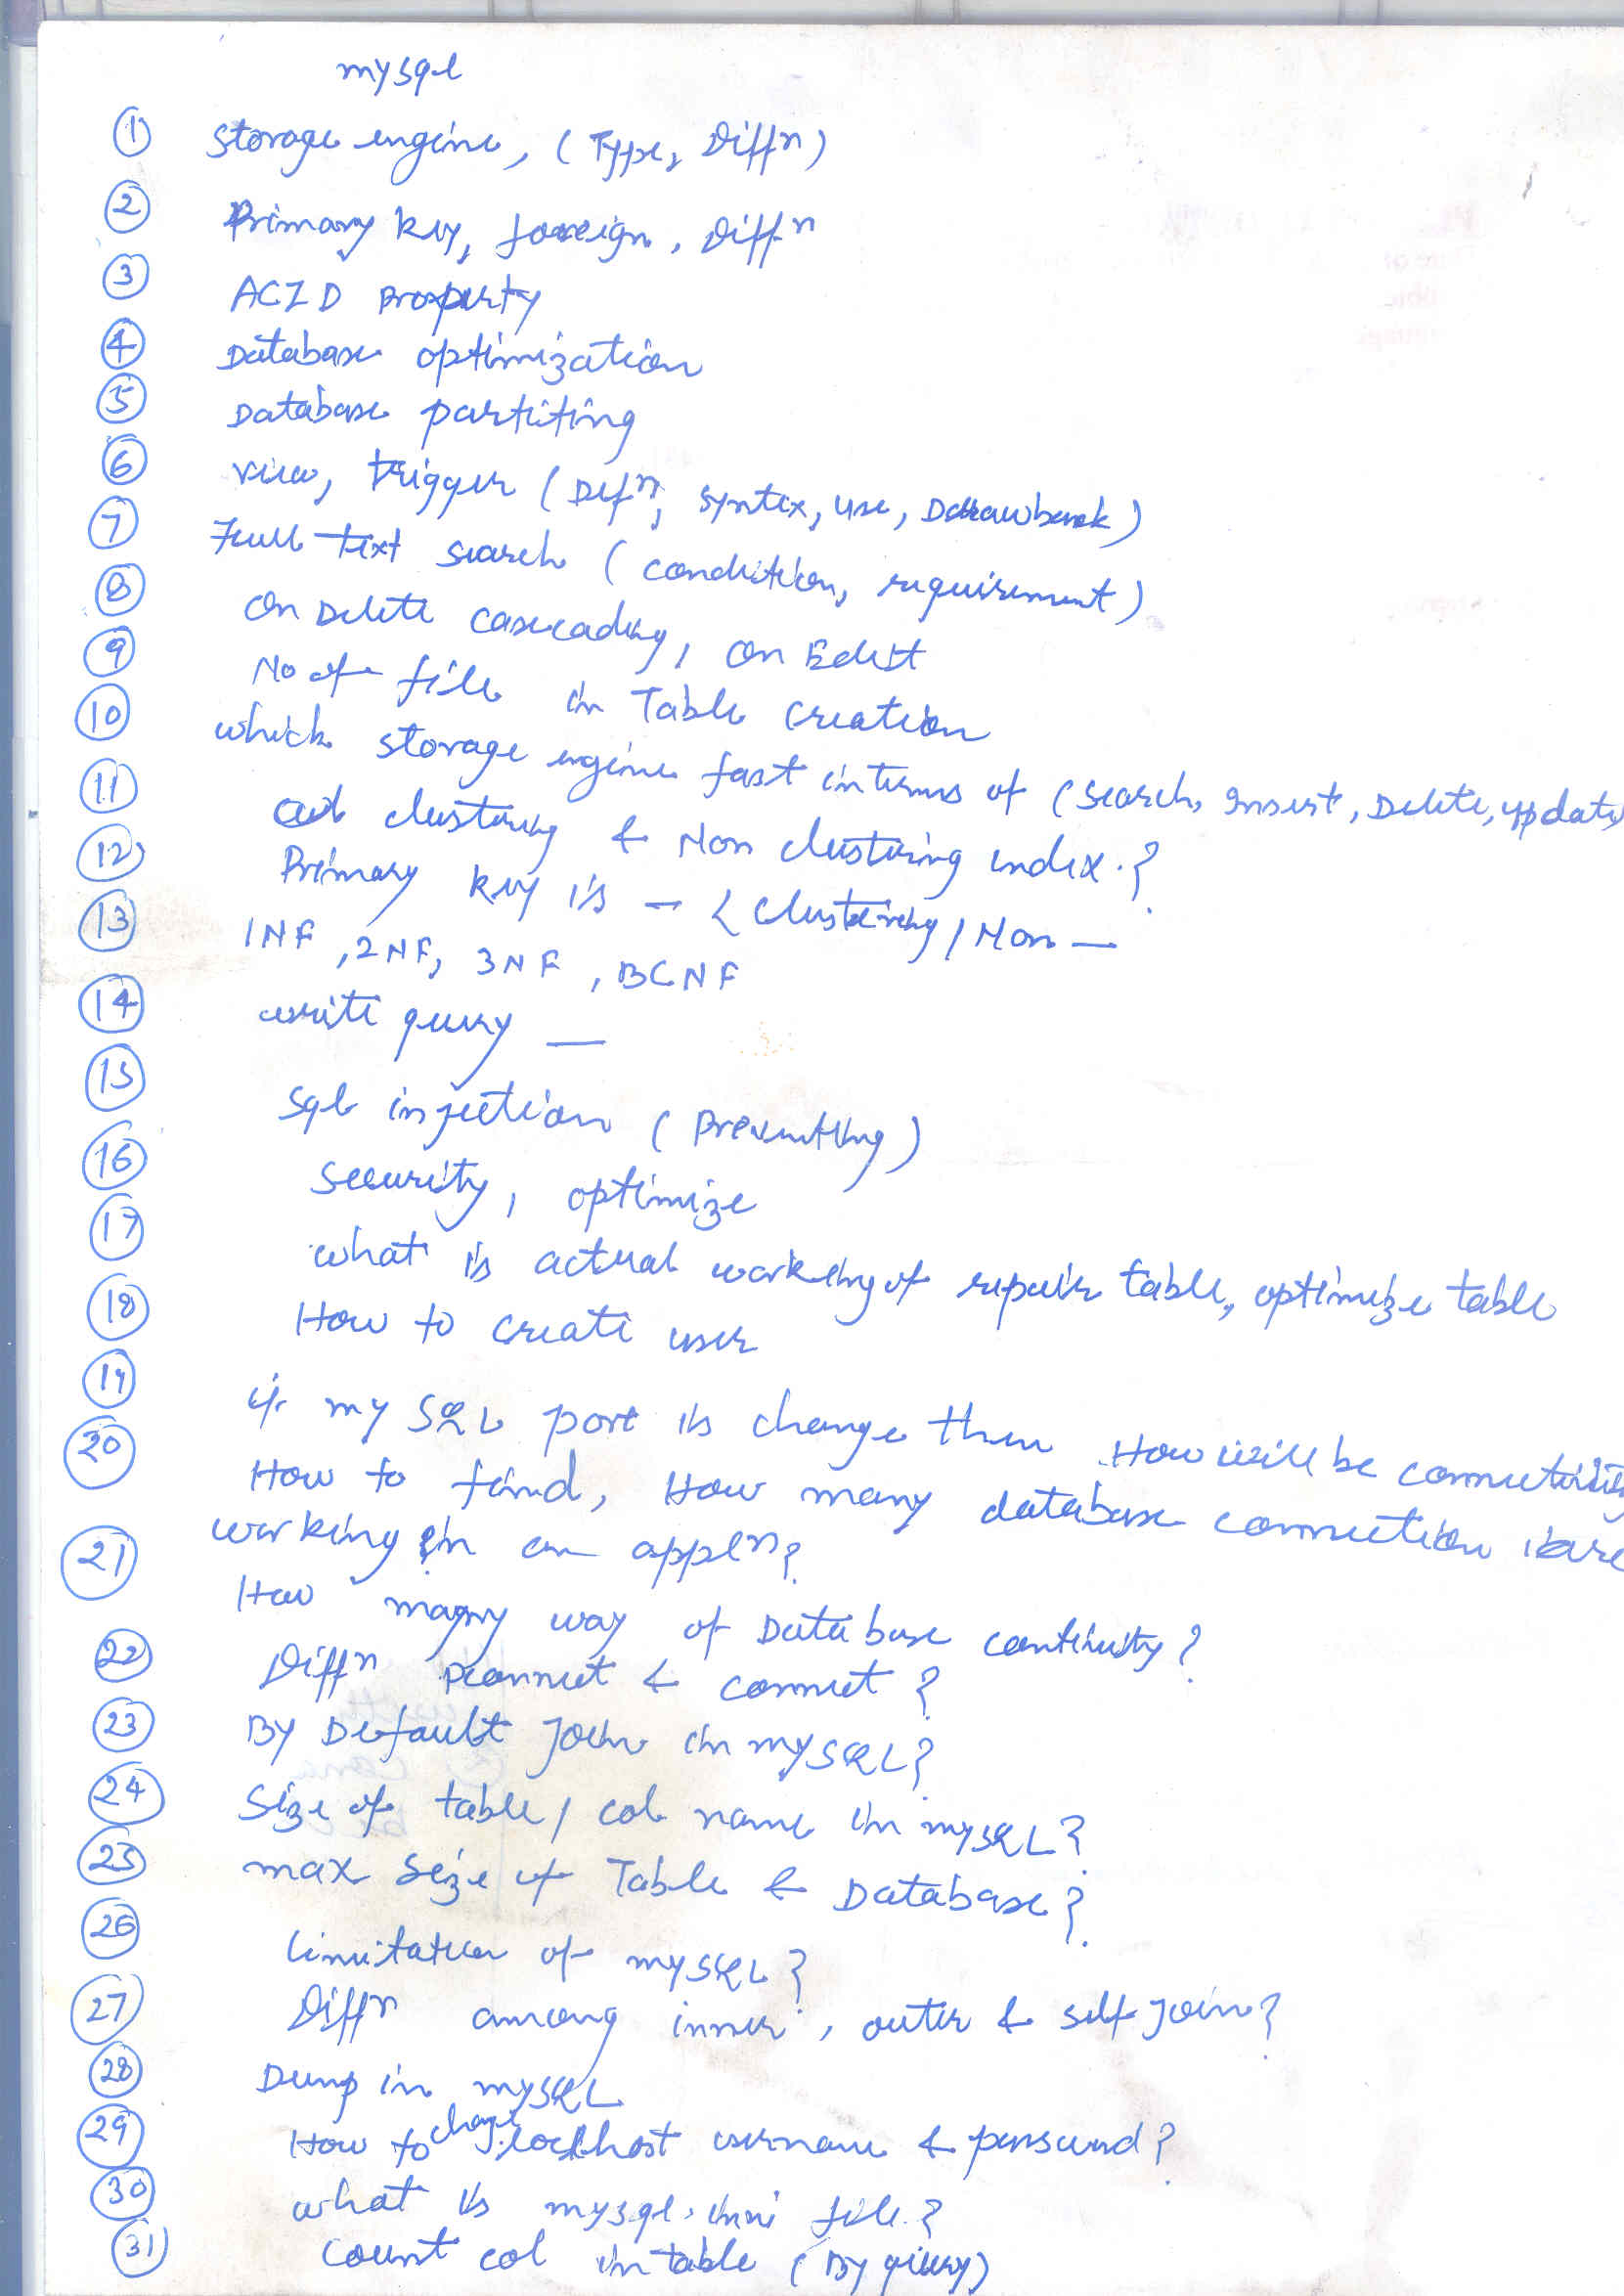 mysql
① Storage engine, (Type, Diffn)
② Primary key, foreign, Diffn
③ ACID Property
④ Database optimization
⑤ Database partiting
⑥ view, trigger (Defn, syntex, use, Drawback)
⑦ Full text search (condition, requirement)
⑧ on Delete cascading, on Edit
⑨ No of file in Table creation
⑩ which storage engine fast in terms of (search, Insert, Delete, update
⑪ clustering & Non clustering index.?
⑫ Primary key is - < clustering / Non —
⑬ 1NF, 2NF, 3NF, BCNF
⑭ write query —
⑮ sql injection (Preventing)
⑯ Security, optimize
⑰ what is actual working of repair table, optimize table
⑱ How to create user
⑲ if my SQL port is change then How will be connectivity
⑳ How to find, How many database connection are
working in an appln?
㉑ How many way of Database continuity?
㉒ Diffn Pconnect & connect?
㉓ By Default Join in mySQL?
㉔ Size of table / col name in mySQL?
㉕ max size of Table & Database?
㉖ limitation of mySQL?
㉗ Diffn among inner, outer & self join?
㉘ Dump in mySQL
㉙ How to change localhost username & password?
㉚ what is mysql.ini file?
㉛ Count col in table (By query)